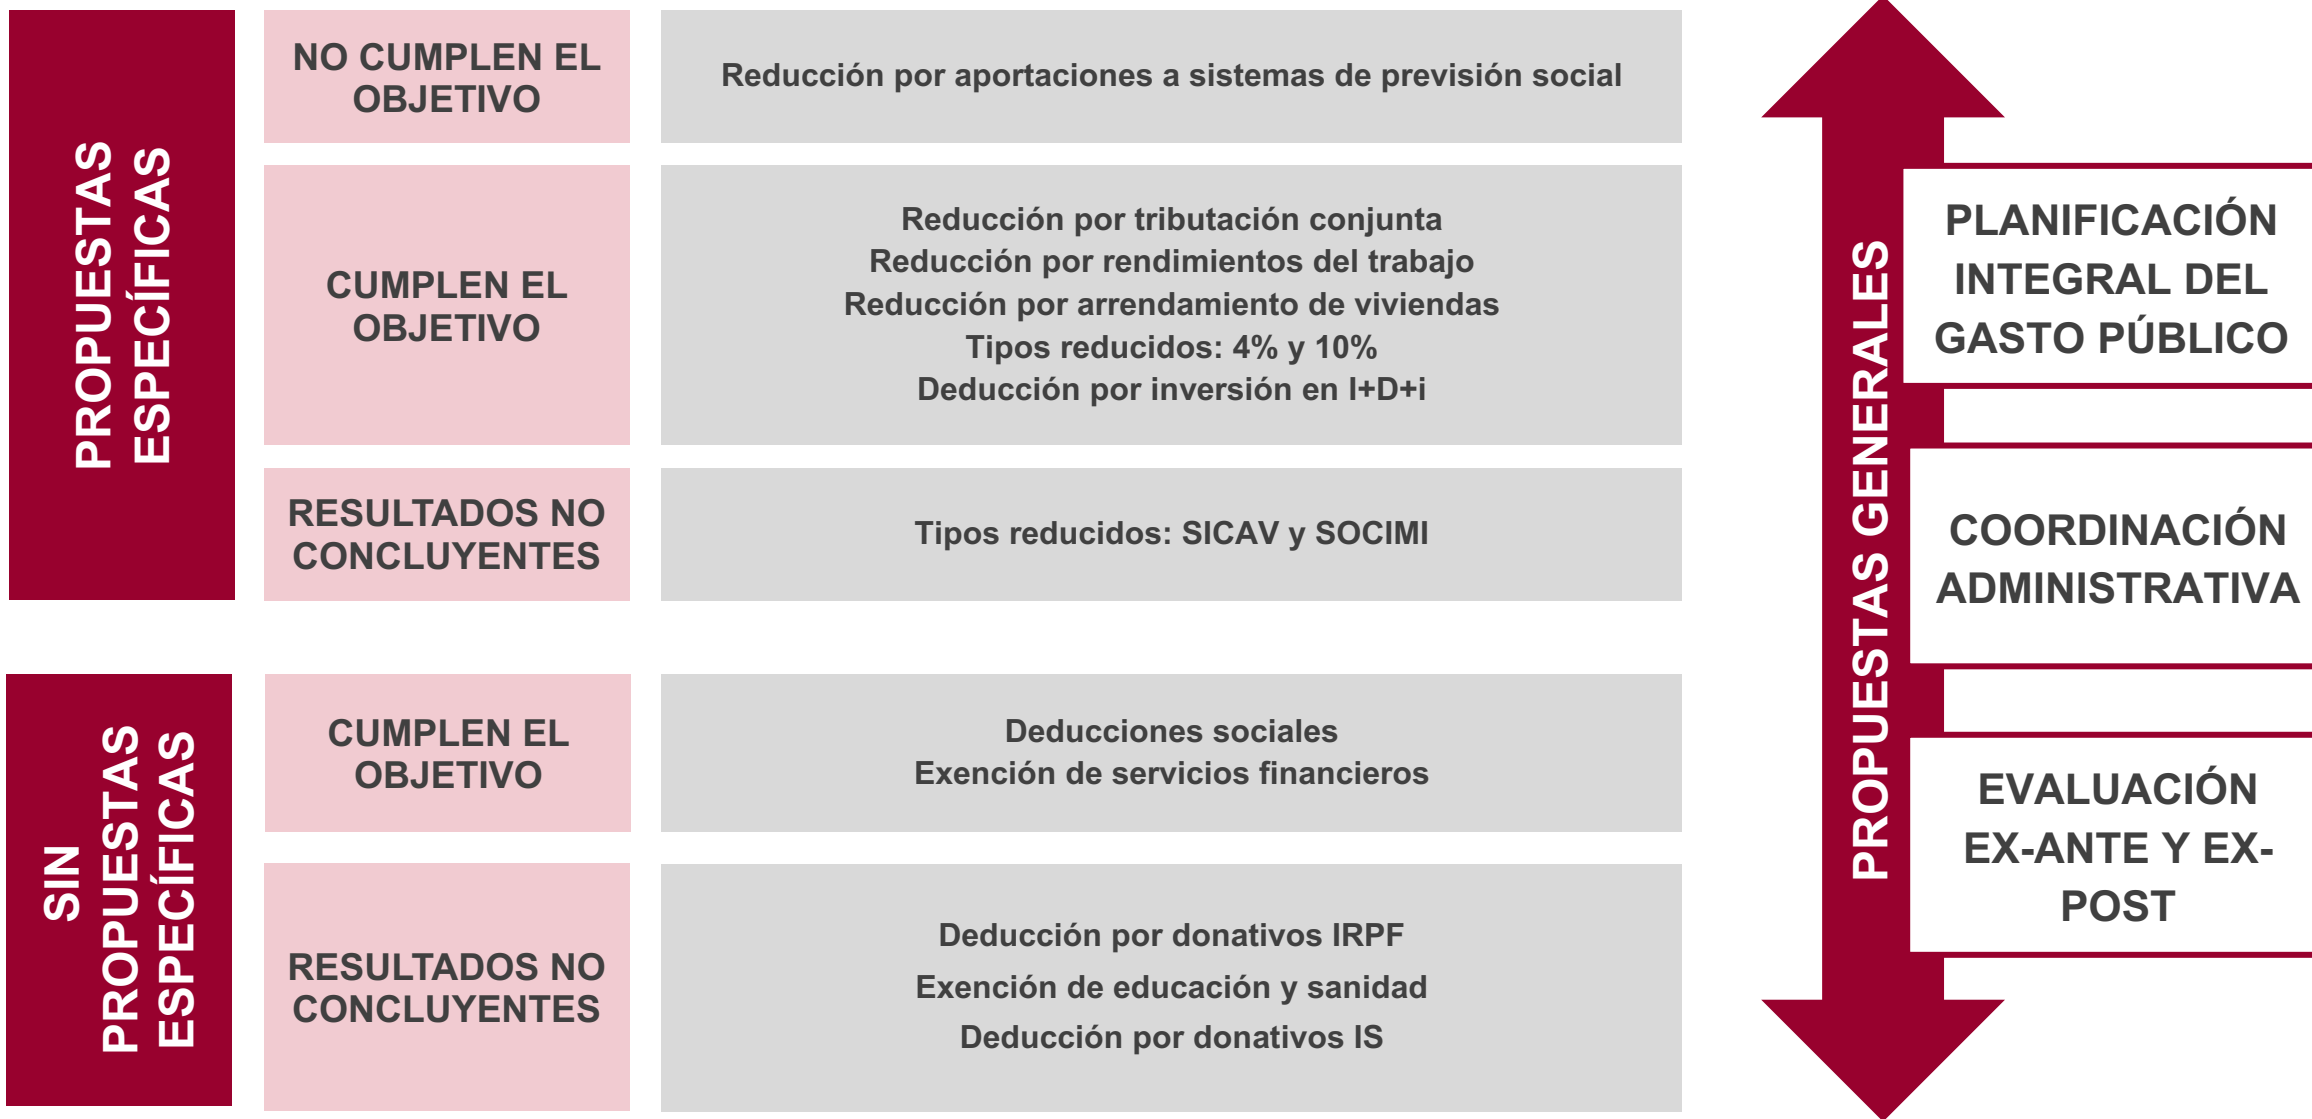 PROPUESTAS
ESPECÍFICAS
NO CUMPLEN EL
OBJETIVO
Reducción por aportaciones a sistemas de previsión social
CUMPLEN EL
OBJETIVO
Reducción por tributación conjunta
Reducción por rendimientos del trabajo
Reducción por arrendamiento de viviendas
Tipos reducidos: 4% y 10%
Deducción por inversión en I+D+i
RESULTADOS NO
CONCLUYENTES
Tipos reducidos: SICAV y SOCIMI
SIN
PROPUESTAS
ESPECÍFICAS
CUMPLEN EL
OBJETIVO
Deducciones sociales
Exención de servicios financieros
RESULTADOS NO
CONCLUYENTES
Deducción por donativos IRPF
Exención de educación y sanidad
Deducción por donativos IS
PROPUESTAS GENERALES
PLANIFICACIÓN
INTEGRAL DEL
GASTO PÚBLICO
COORDINACIÓN
ADMINISTRATIVA
EVALUACIÓN
EX-ANTE Y EX-
POST